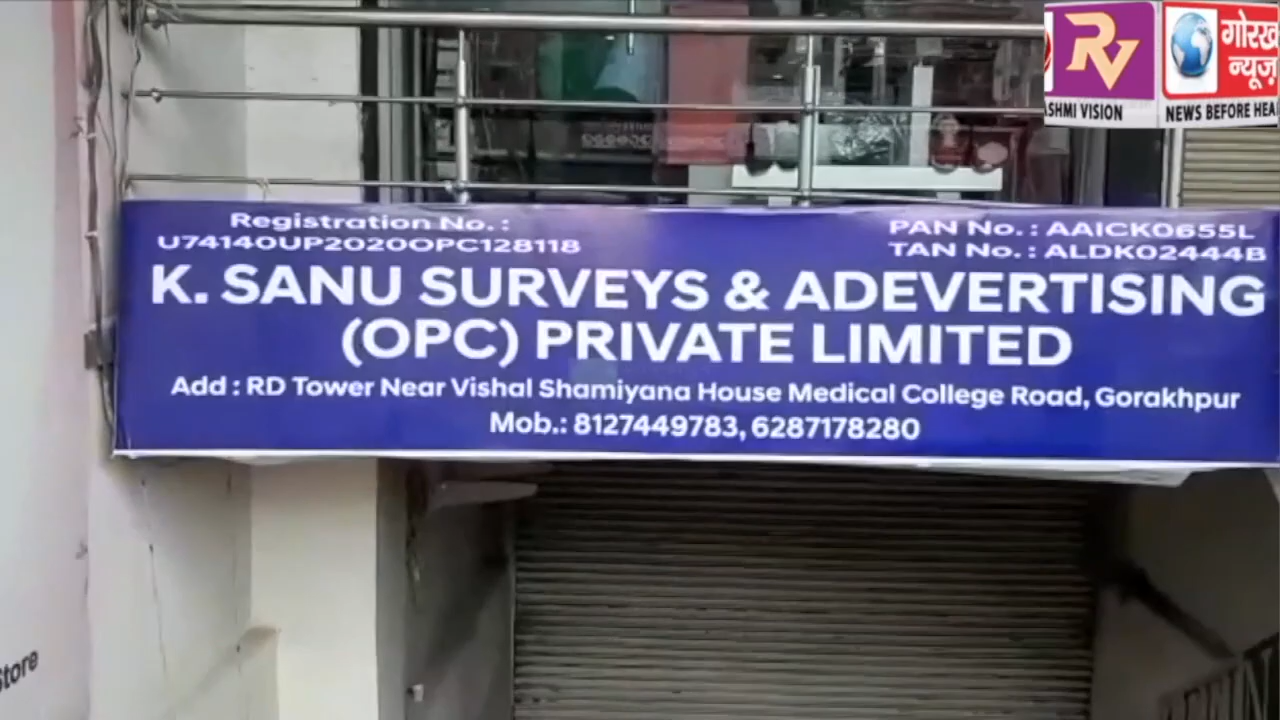 RV
ASHMI VISION
गोरख
न्यूज़
NEWS BEFORE HEA
Registration No. :
U74140UP2020OPC128118
PAN No. : AAICK0655L
TAN No. : ALDK02444B
K. SANU SURVEYS & ADEVERTISING
(OPC) PRIVATE LIMITED
Add : RD Tower Near Vishal Shamiyana House Medical College Road, Gorakhpur
Mob.: 8127449783, 6287178280
Store